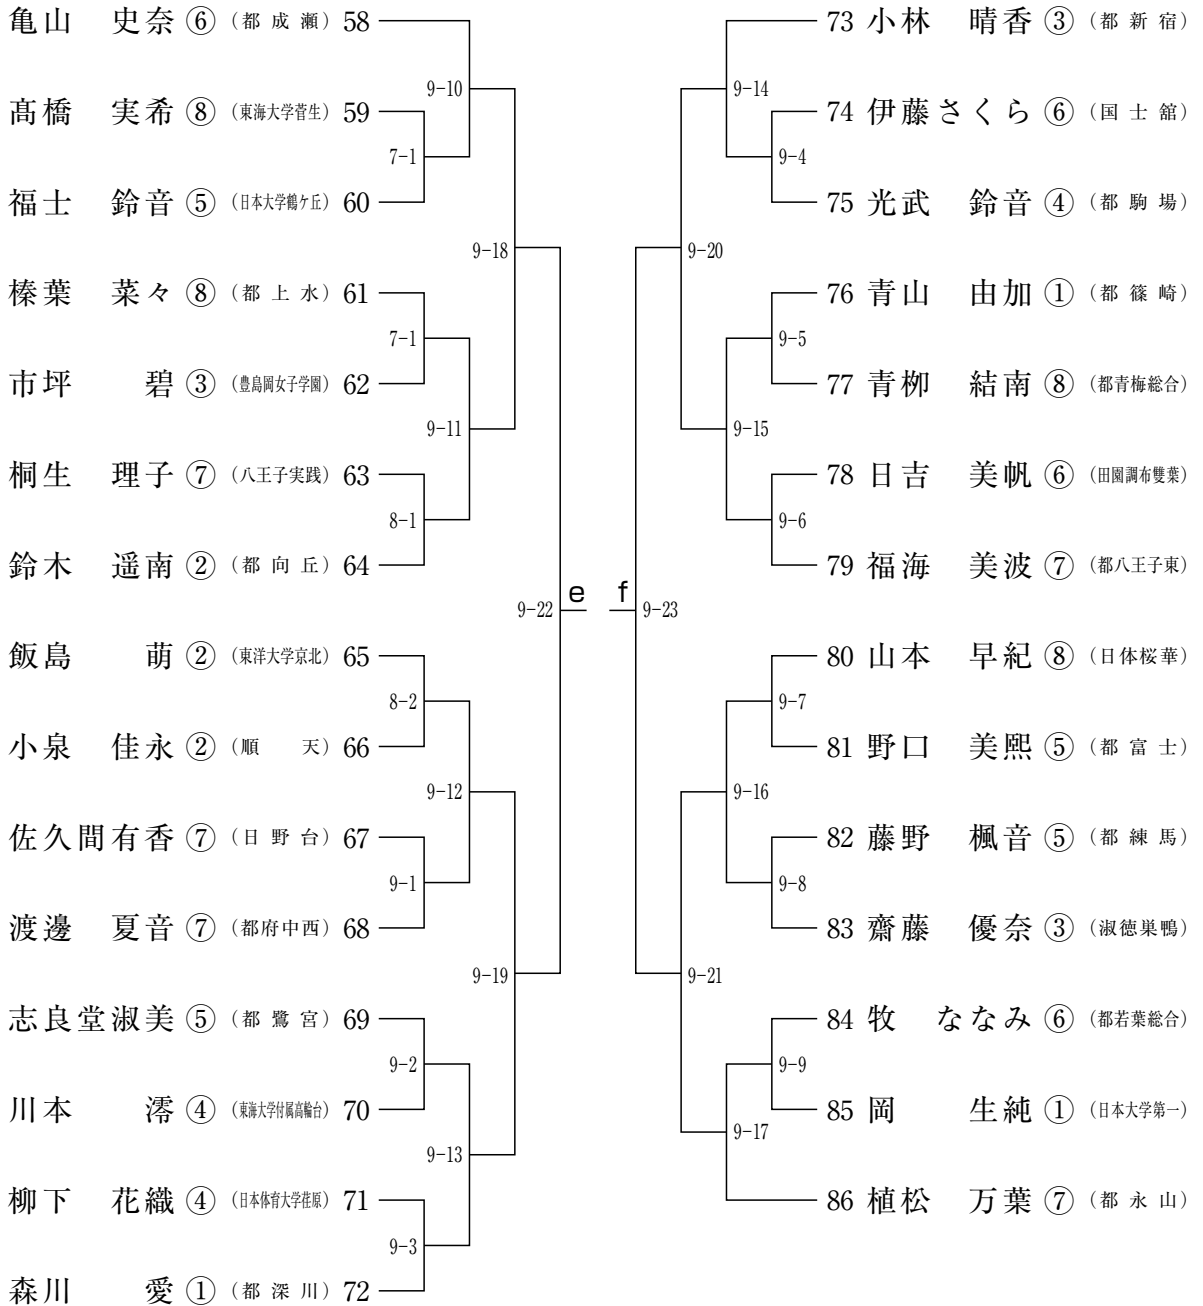 亀山 史奈 ⑥ (都 成 瀬) 58
9-10
髙橋 実希 ⑧ (東海大学菅生) 59
7-1
福士 鈴音 ⑤ (日本大学鶴ケ丘) 60
9-18
榛葉 菜々 ⑧ (都 上 水) 61
7-1
市坪 碧 ③ (豊島岡女子学園) 62
9-11
桐生 理子 ⑦ (八王子実践) 63
8-1
鈴木 遥南 ② (都 向 丘) 64
9-22 e
飯島 萌 ② (東洋大学京北) 65
8-2
小泉 佳永 ② (順 天) 66
9-12
佐久間有香 ⑦ (日 野 台) 67
9-1
渡邊 夏音 ⑦ (都府中西) 68
9-19
志良堂淑美 ⑤ (都 鷺 宮) 69
9-2
川本 澪 ④ (東海大学付属高輪台) 70
9-13
柳下 花織 ④ (日本体育大学荏原) 71
9-3
森川 愛 ① (都 深 川) 72
73 小林 晴香 ③ (都 新 宿)
9-14
74 伊藤さくら ⑥ (国 士 舘)
9-4
75 光武 鈴音 ④ (都 駒 場)
9-20
76 青山 由加 ① (都 篠 崎)
9-5
77 青栁 結南 ⑧ (都青梅総合)
9-15
78 日吉 美帆 ⑥ (田園調布雙葉)
9-6
79 福海 美波 ⑦ (都八王子東)
f 9-23
80 山本 早紀 ⑧ (日体桜華)
9-7
81 野口 美熙 ⑤ (都 富 士)
9-16
82 藤野 楓音 ⑤ (都 練 馬)
9-8
83 齋藤 優奈 ③ (淑徳巣鴨)
9-21
84 牧 ななみ ⑥ (都若葉総合)
9-9
85 岡 生純 ① (日本大学第一)
9-17
86 植松 万葉 ⑦ (都 永 山)